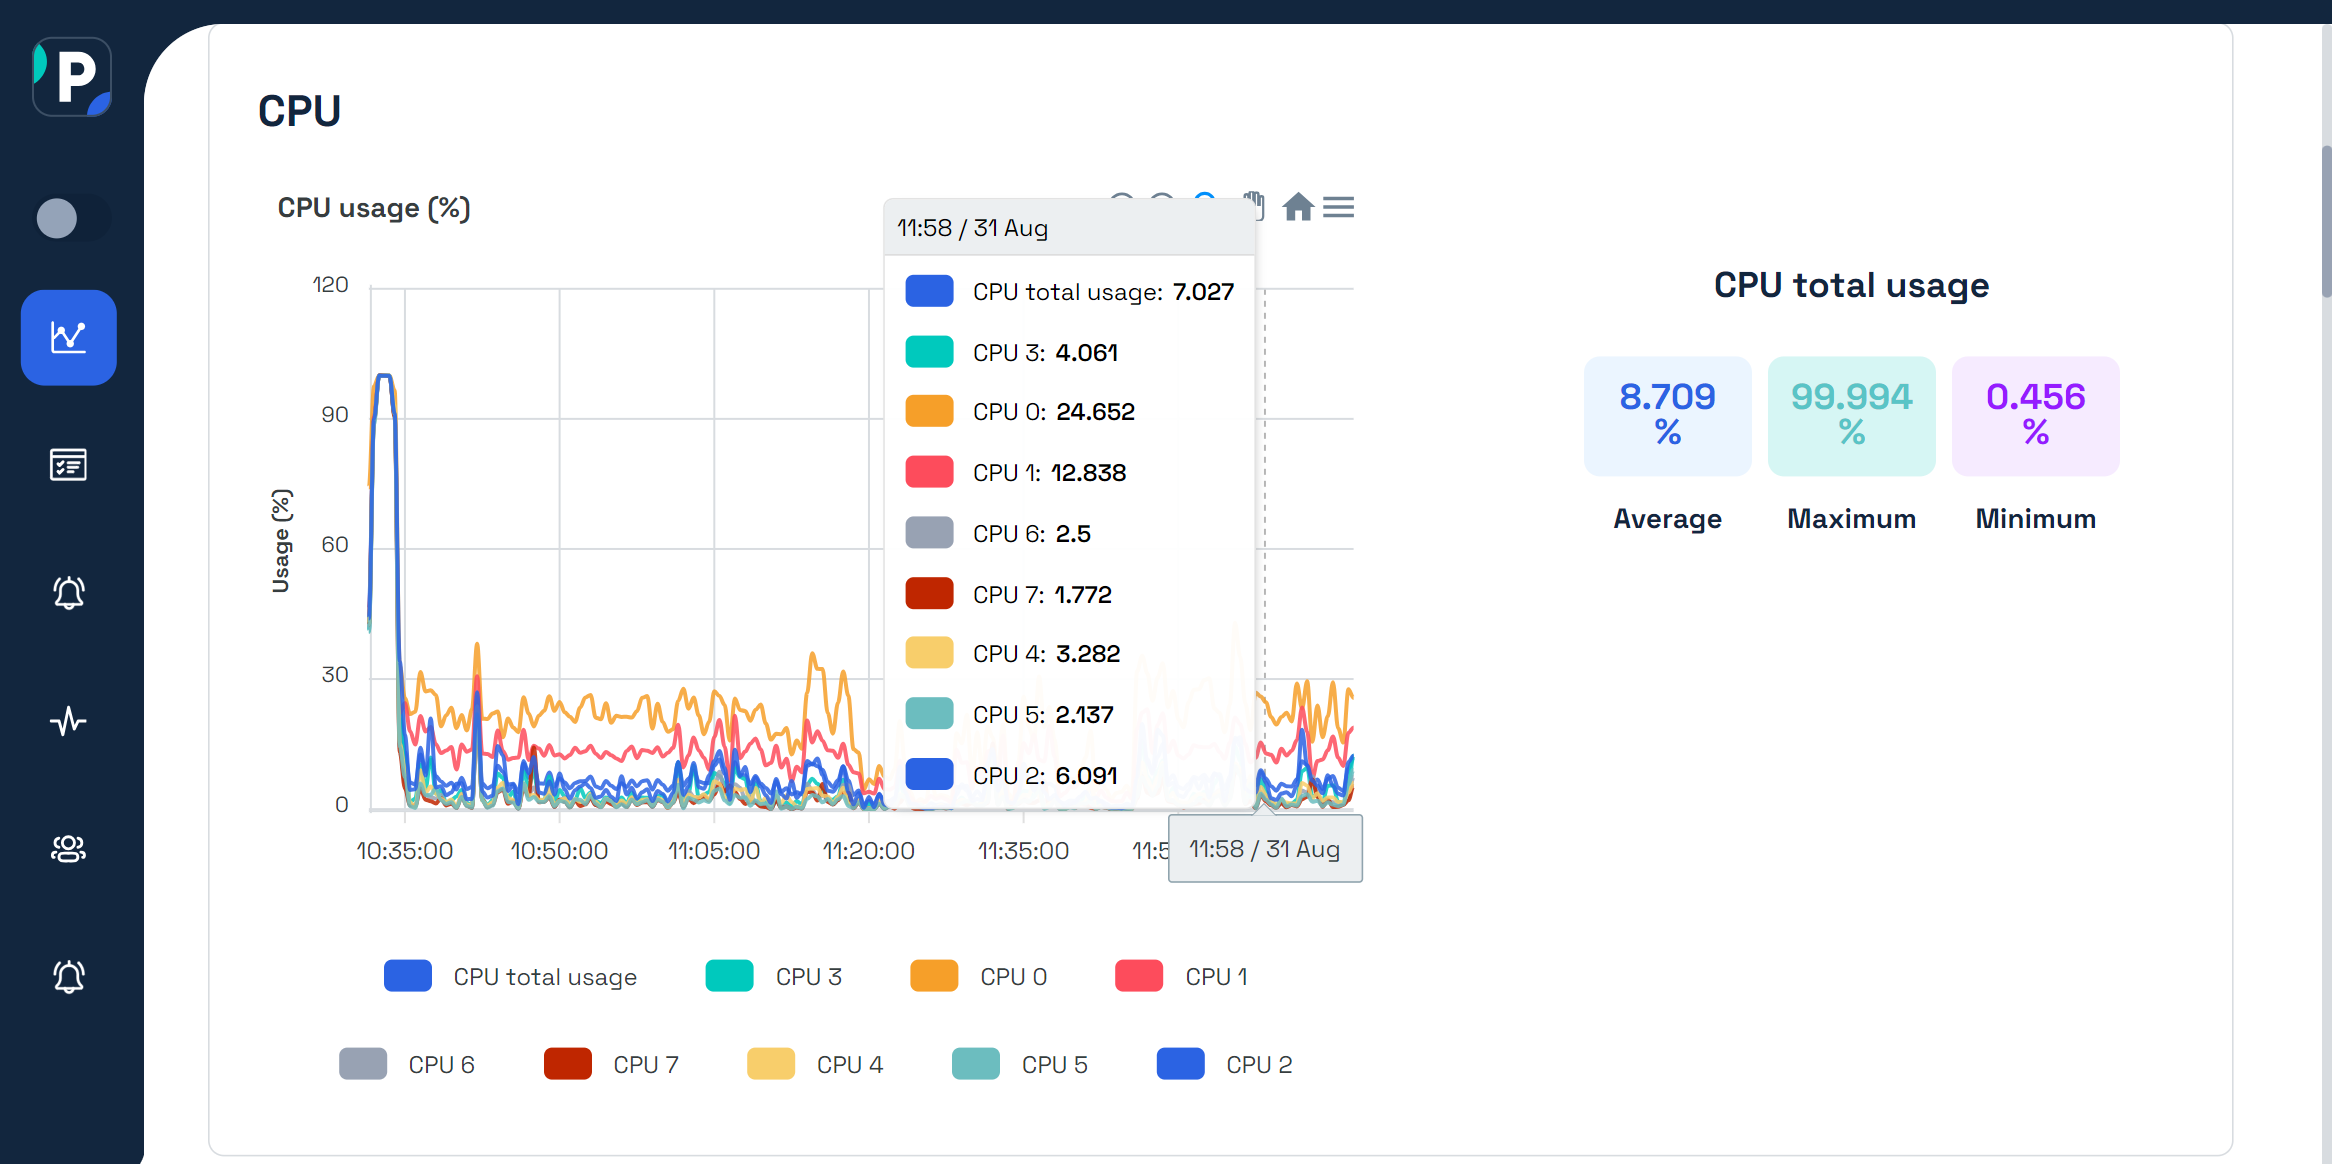 P
CPU
CPU usage (%)
11:58 / 31 Aug
CPU total usage: 7.027
CPU 3: 4.061
CPU 0: 24.652
CPU 1: 12.838
CPU 6: 2.5
CPU 7: 1.772
CPU 4: 3.282
CPU 5: 2.137
CPU 2: 6.091
120
90
60
30
0
Usage (%)
10:35:00
10:50:00
11:05:00
11:20:00
11:35:00
11:5
11:58 / 31 Aug
CPU total usage
CPU 3
CPU 0
CPU 1
CPU 6
CPU 7
CPU 4
CPU 5
CPU 2
CPU total usage
8.709
%
99.994
%
0.456
%
Average
Maximum
Minimum